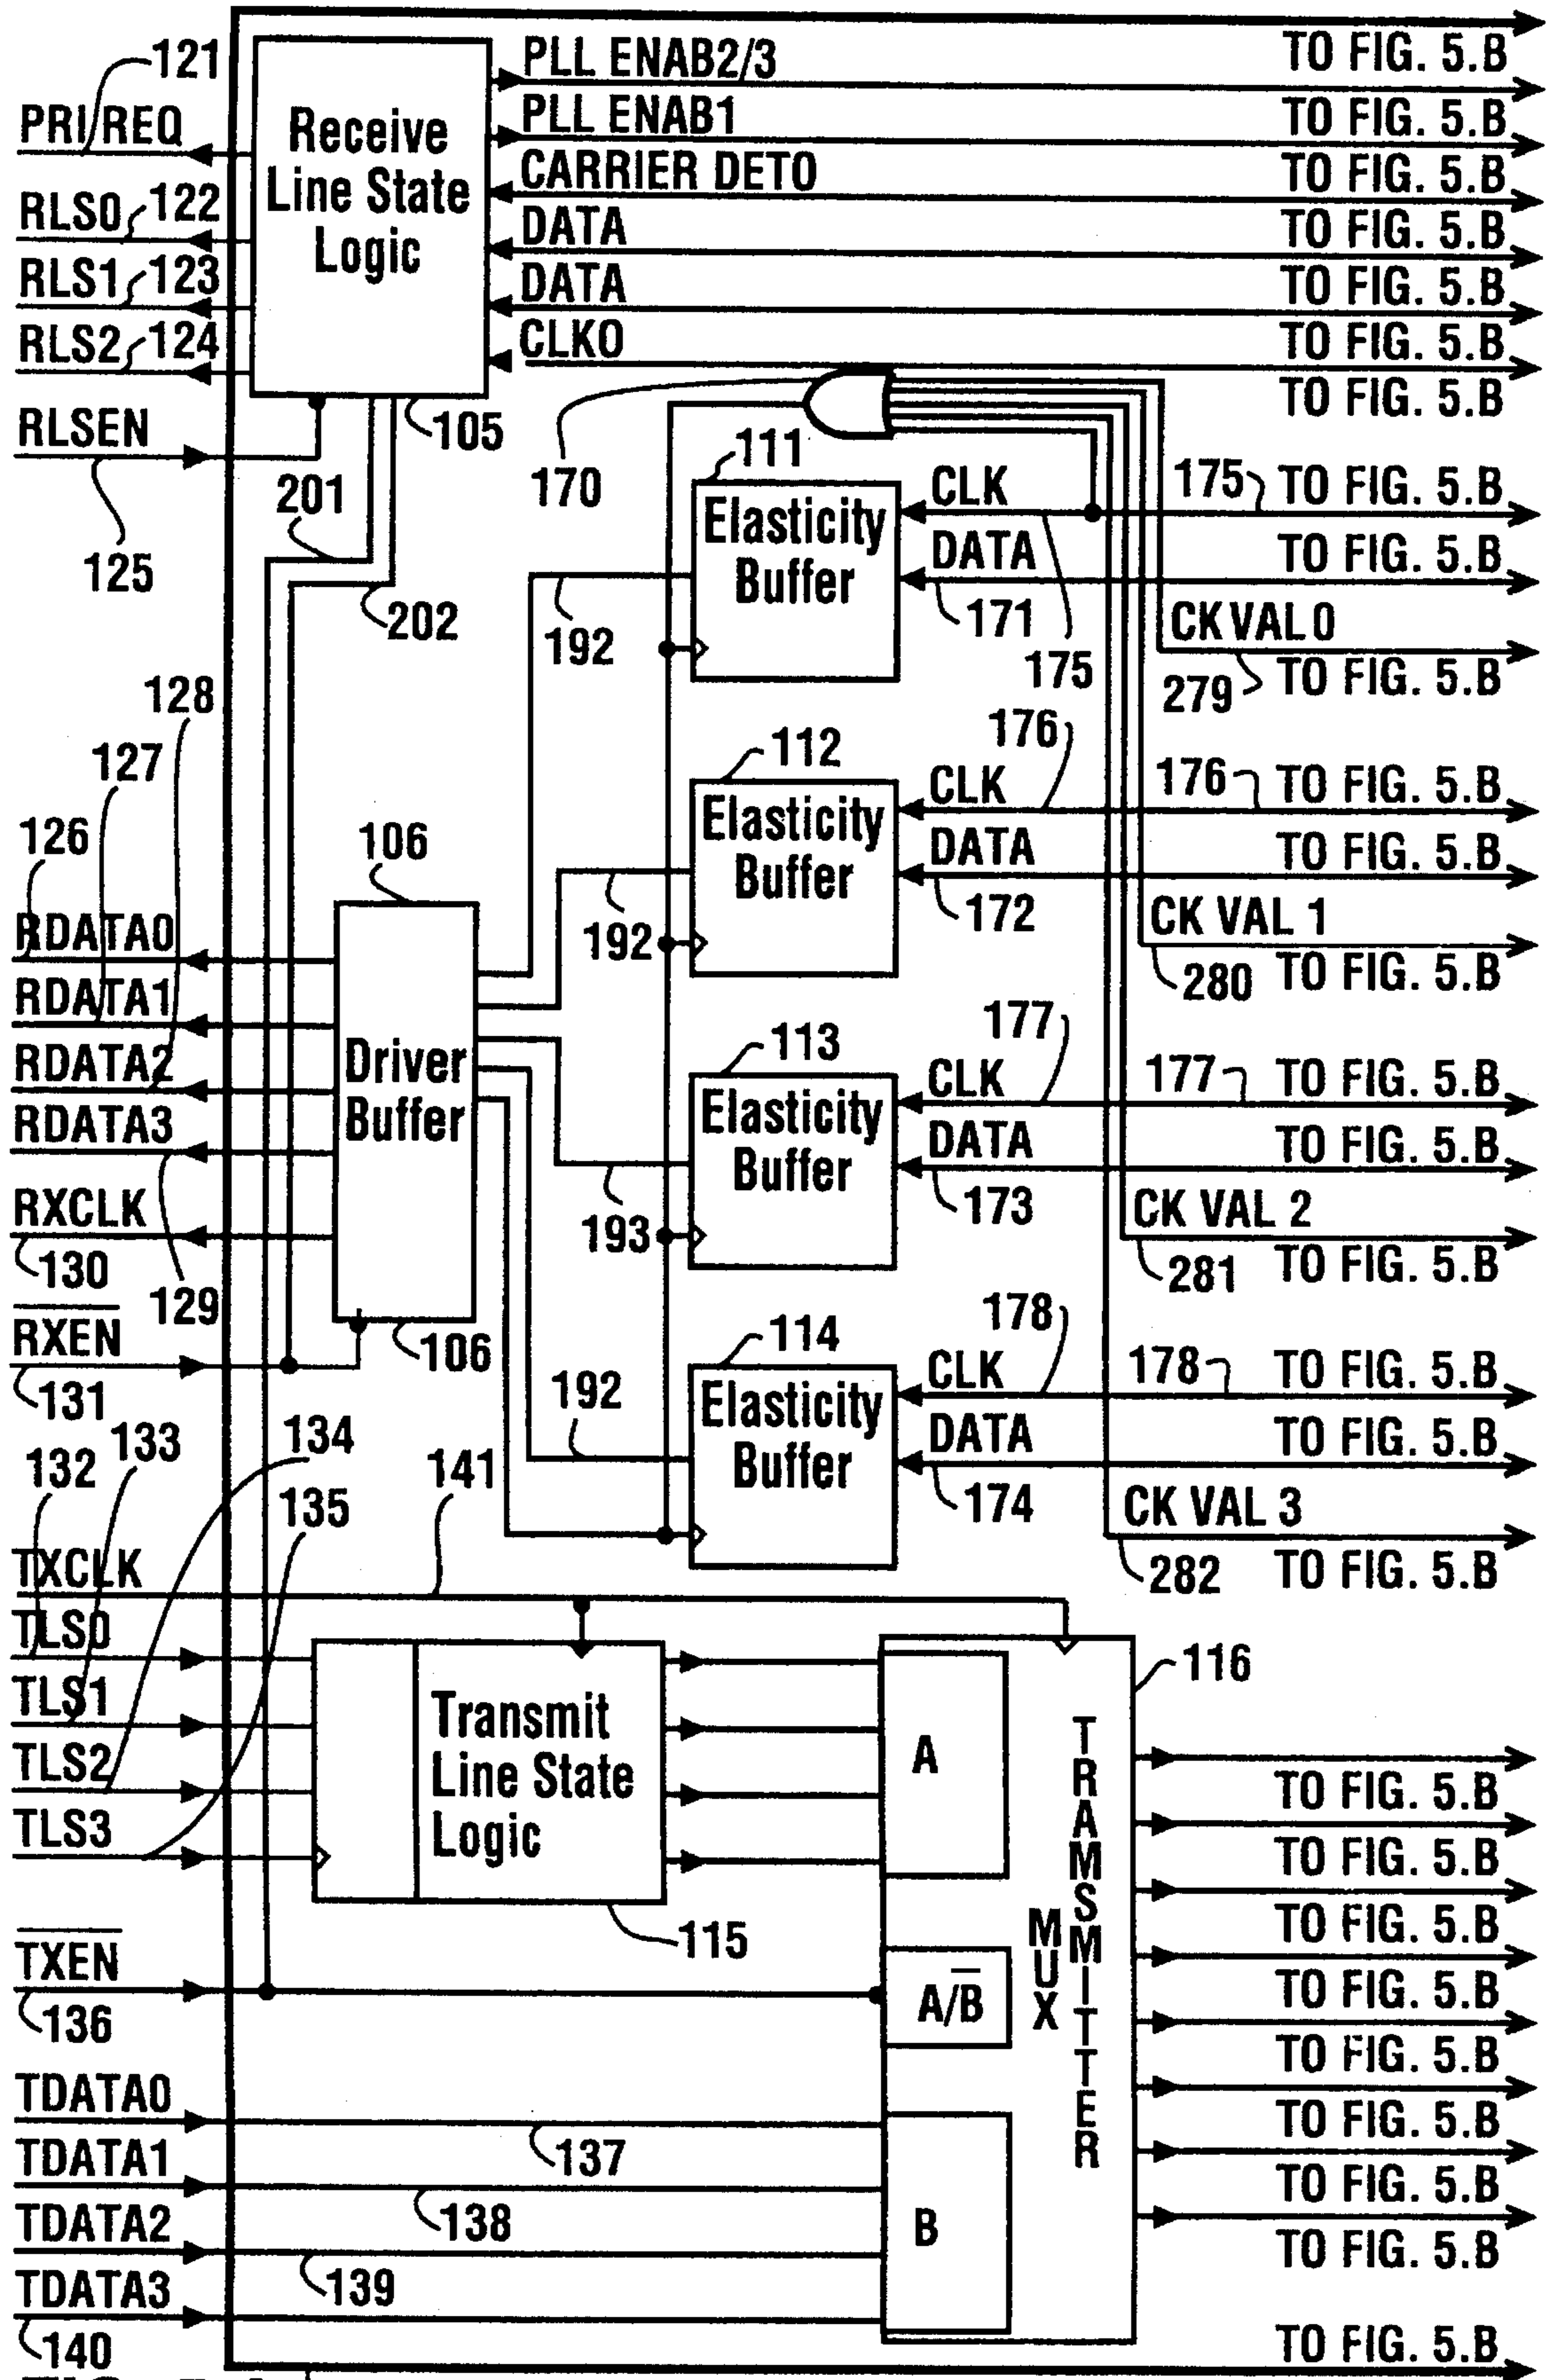 TO FIG. 5.B
121
PLL ENAB2/3
TO FIG. 5.B
PRI REQ
PLL ENAB1
TO FIG. 5.B
Receive
Line State
Logic
CARRIER DETO
TO FIG. 5.B
RLS0
122
DATA
TO FIG. 5.B
RLS1
123
DATA
TO FIG. 5.B
RLS2
124
CLKO
TO FIG. 5.B
RLSEN
105
125
201
202
170
111
Elasticity
Buffer
CLK
175
TO FIG. 5.B
DATA
TO FIG. 5.B
192
171
175
CKVAL0
279
TO FIG. 5.B
128
127
126
106
112
Elasticity
Buffer
176
CLK
176
TO FIG. 5.B
DATA
TO FIG. 5.B
192
172
CK VAL 1
280
TO FIG. 5.B
RDATA0
RDATA1
RDATA2
RDATA3
Driver
Buffer
113
Elasticity
Buffer
177
CLK
177
TO FIG. 5.B
DATA
TO FIG. 5.B
193
173
CK VAL 2
281
TO FIG. 5.B
RXCLK
130
129
RXEN
131
106
114
Elasticity
Buffer
178
CLK
178
TO FIG. 5.B
DATA
TO FIG. 5.B
192
174
CK VAL 3
282
TO FIG. 5.B
132
133
134
135
141
TXCLK
TLS0
TLS1
TLS2
TLS3
Transmit
Line State
Logic
115
A
A/B
B
MUX
TRAMSMITTER
116
TO FIG. 5.B
TO FIG. 5.B
TO FIG. 5.B
TO FIG. 5.B
TO FIG. 5.B
TO FIG. 5.B
TO FIG. 5.B
TO FIG. 5.B
TXEN
136
TDATA0
137
TDATA1
138
TDATA2
139
TDATA3
140
TO FIG. 5.B